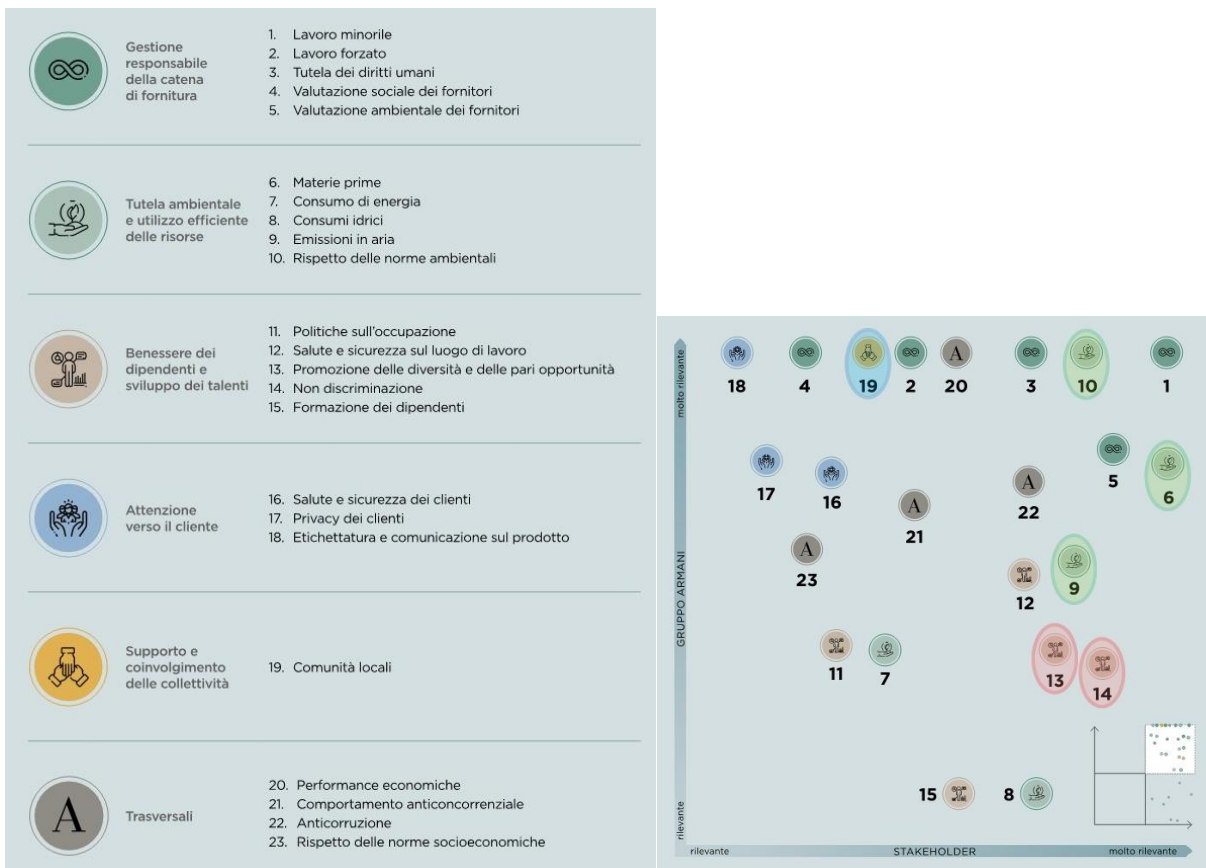 Gestione
responsabile
della catena
di fornitura
1. Lavoro minorile
2. Lavoro forzato
3. Tutela dei diritti umani
4. Valutazione sociale dei fornitori
5. Valutazione ambientale dei fornitori
Tutela ambientale
e utilizzo efficiente
delle risorse
6. Materie prime
7. Consumo di energia
8. Consumi idrici
9. Emissioni in aria
10. Rispetto delle norme ambientali
Benessere dei
dipendenti e
sviluppo dei talenti
11. Politiche sull'occupazione
12. Salute e sicurezza sul luogo di lavoro
13. Promozione delle diversità e delle pari opportunità
14. Non discriminazione
15. Formazione dei dipendenti
Attenzione
verso il cliente
16. Salute e sicurezza dei clienti
17. Privacy dei clienti
18. Etichettatura e comunicazione sul prodotto
Supporto e
coinvolgimento
delle collettività
19. Comunità locali
A
Trasversali
20. Performance economiche
21. Comportamento anticoncorrenziale
22. Anticorruzione
23. Rispetto delle norme socioeconomiche
molto rilevante
GRUPPO ARMANI
rilevante
A
18 4 19 2 20 3 10 1
A
A
17 16 21 22 5 6
A
23 12 9
11 7 13 14
15 8
rilevante STAKEHOLDER molto rilevante